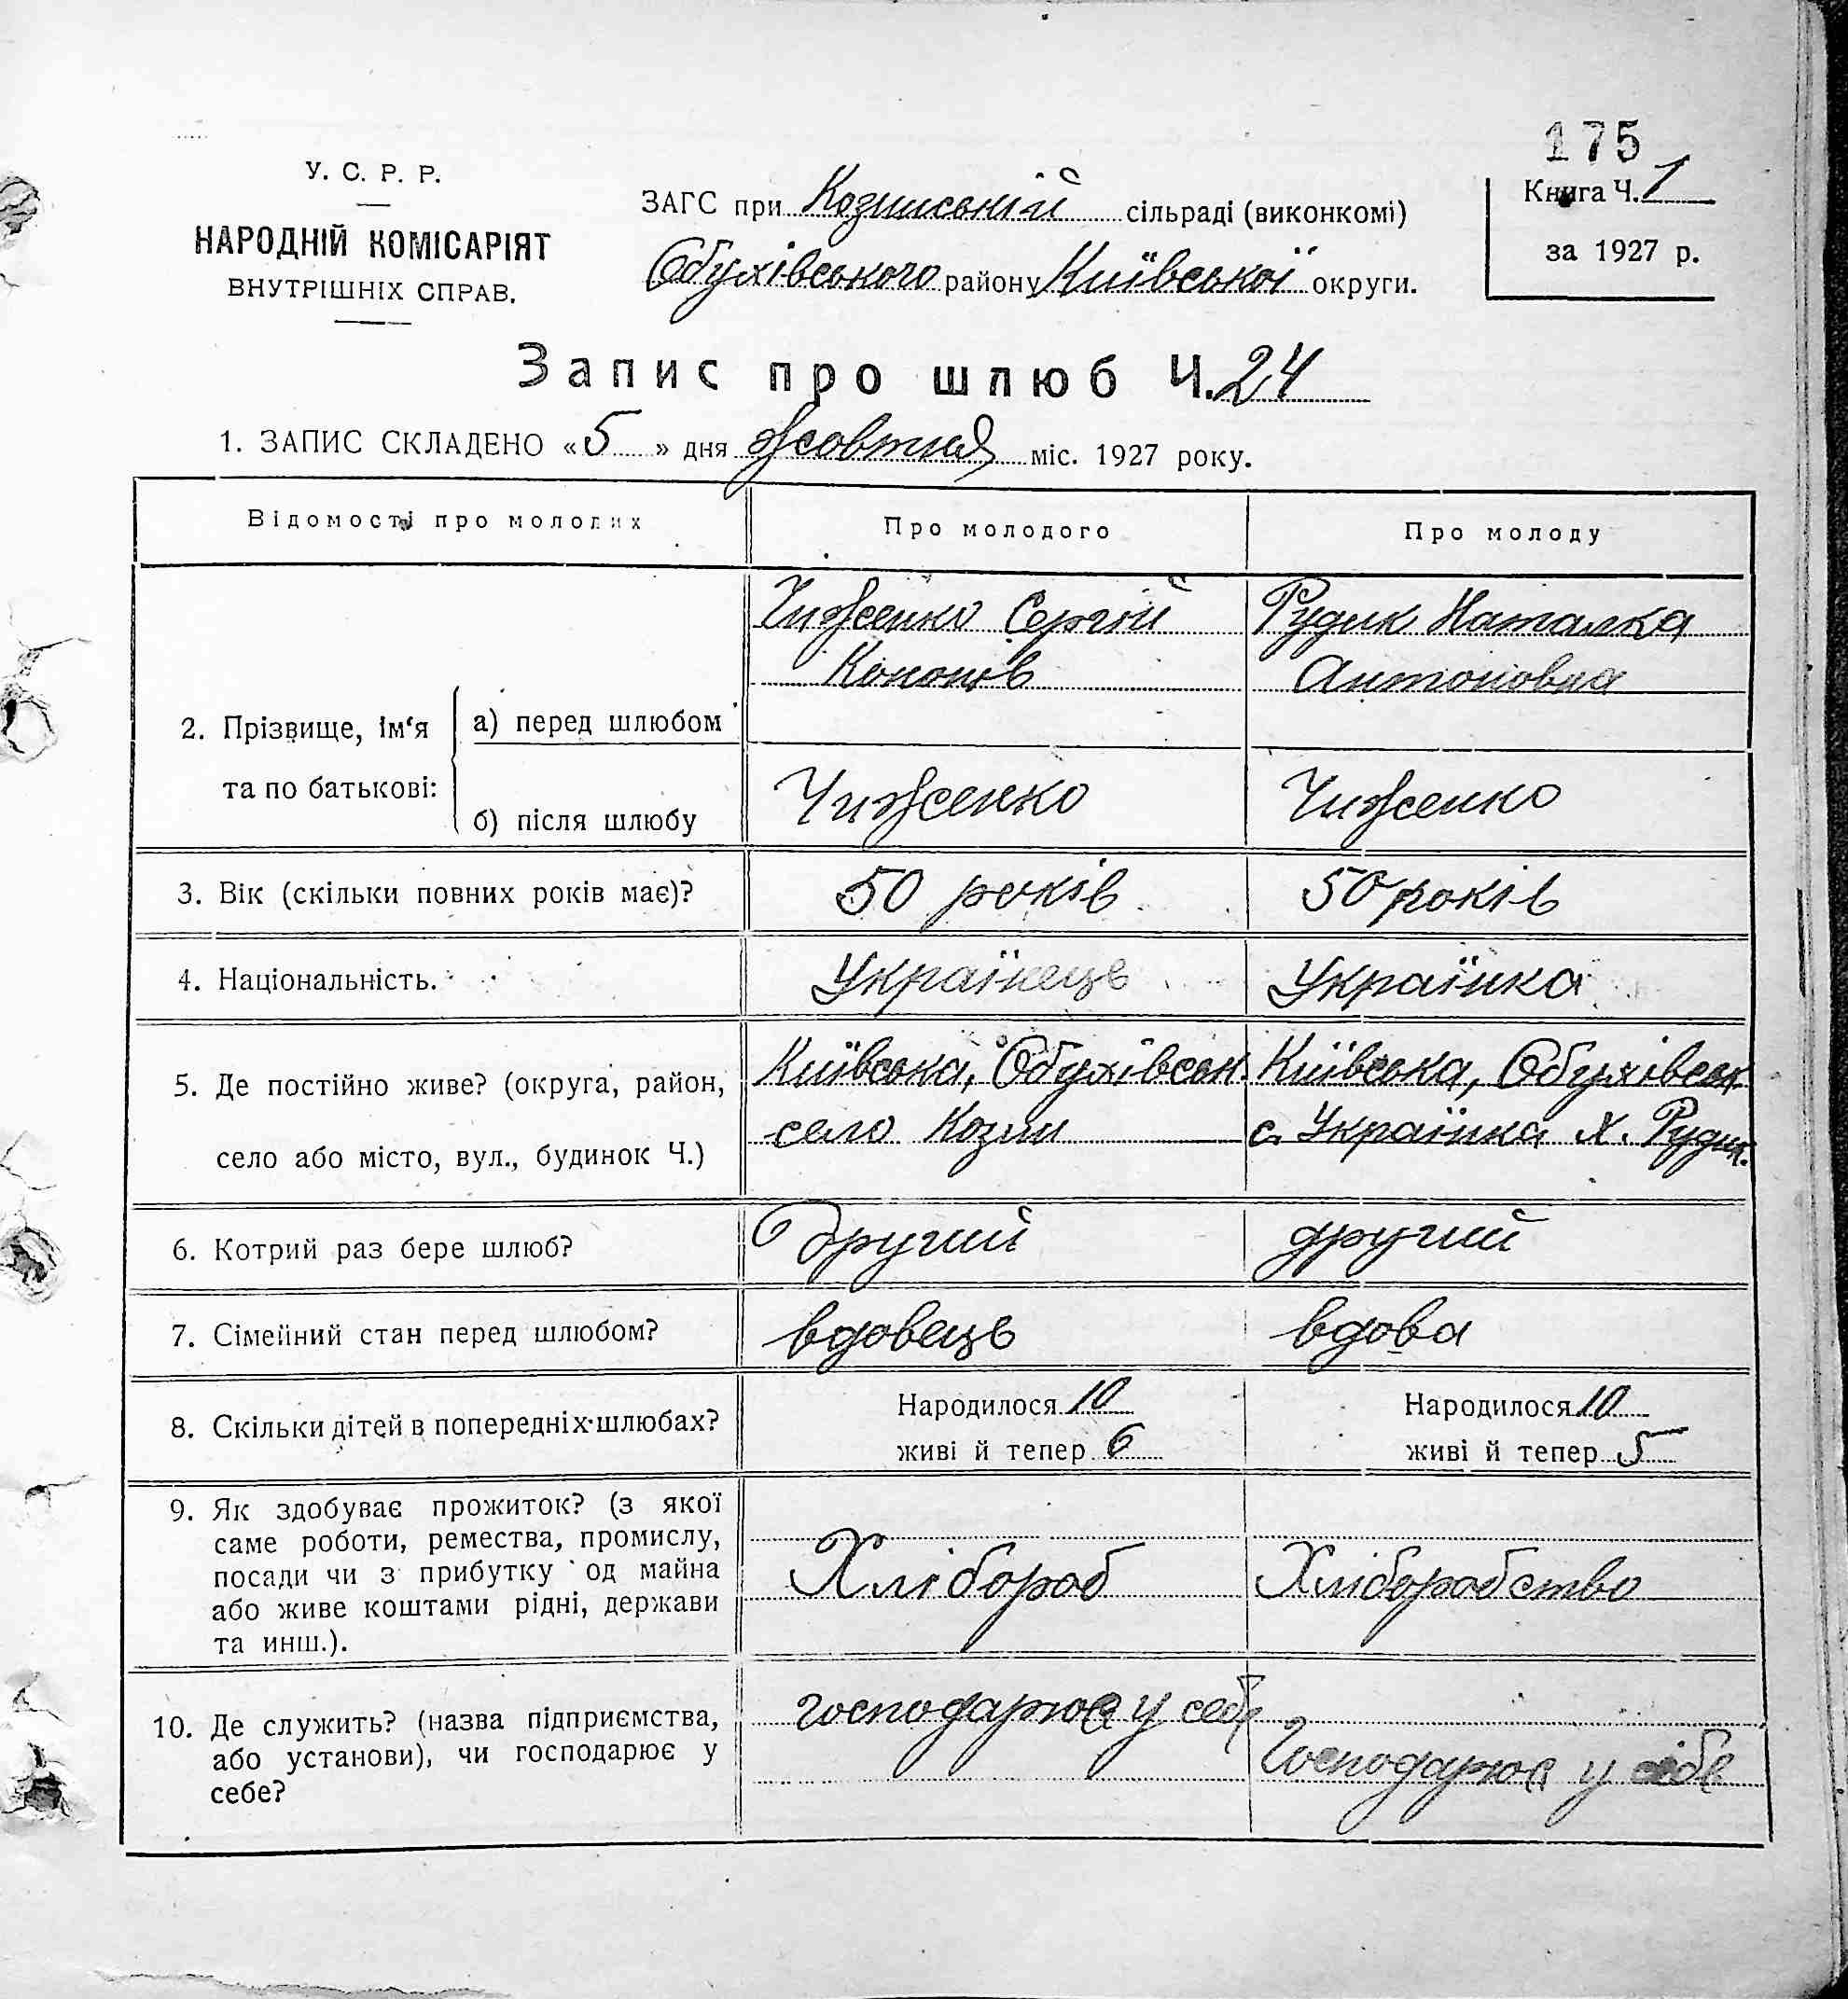 175
У. С. Р. Р.
НАРОДНІЙ КОМІСАРІЯТ
ВНУТРІШНІХ СПРАВ.
ЗАГС при Козинській сільраді (виконкомі)
Обухівського району Київської округи.
Книга Ч. 1
за 1927 р.
Запис про шлюб Ч. 24
1. ЗАПИС СКЛАДЕНО «5» дня жовтня міс. 1927 року.
Відомості про молодих
Про молодого
Про молоду
2. Прізвище, ім'я та по батькові:
а) перед шлюбом
Чиженко Сергій
Кононів
Рудик Наталка
Антоновна
б) після шлюбу
Чиженко
Чиженко
3. Вік (скільки повних років має)?
50 років
50 років
4. Національність.
Українець
Українка
5. Де постійно живе? (округа, район,
село або місто, вул., будинок Ч.)
Київська, Обухівськ.
село Козин
Київська, Обухівськ.
с. Українка х. Рудик.
6. Котрий раз бере шлюб?
Другий
другий
7. Сімейний стан перед шлюбом?
вдовець
вдова
8. Скільки дітей в попередніх шлюбах?
Народилося 10
живі й тепер 6
Народилося 10
живі й тепер 5
9. Як здобуває прожиток? (з якої
саме роботи, ремества, промислу,
посади чи з прибутку од майна
або живе коштами рідні, держави
та инш.).
Хлібороб
Хліборобство
10. Де служить? (назва підприємства,
або установи), чи господарює у
себе?
господарює у себе
Господарює у себе